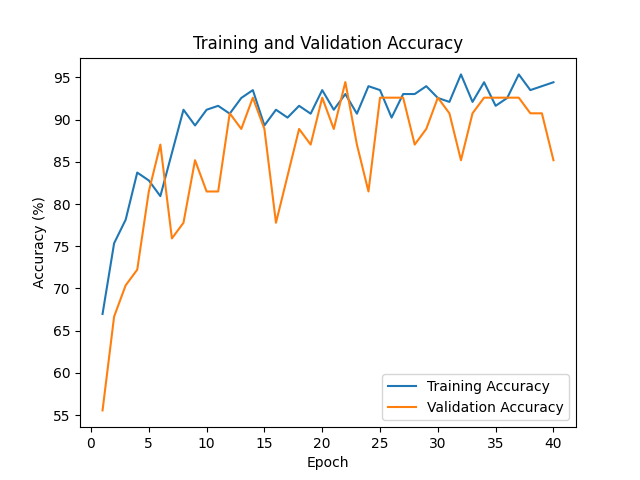 Training and Validation Accuracy
Accuracy (%)
95
90
85
80
75
70
65
60
55
0 5 10 15 20 25 30 35 40
Epoch
Training Accuracy
Validation Accuracy